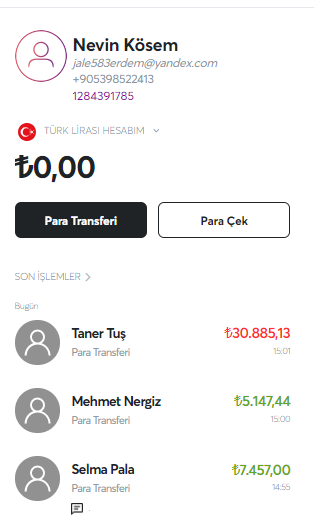 Nevin Kösem
jale583erdem@yandex.com
+905398522413
1284391785
TÜRK LİRASI HESABIM
₺0,00
Para Transferi
Para Çek
SON İŞLEMLER
Bugün
Taner Tuş
₺30.885,13
Para Transferi
15:01
Mehmet Nergiz
₺5.147,44
Para Transferi
15:00
Selma Pala
₺7.457,00
Para Transferi
14:55